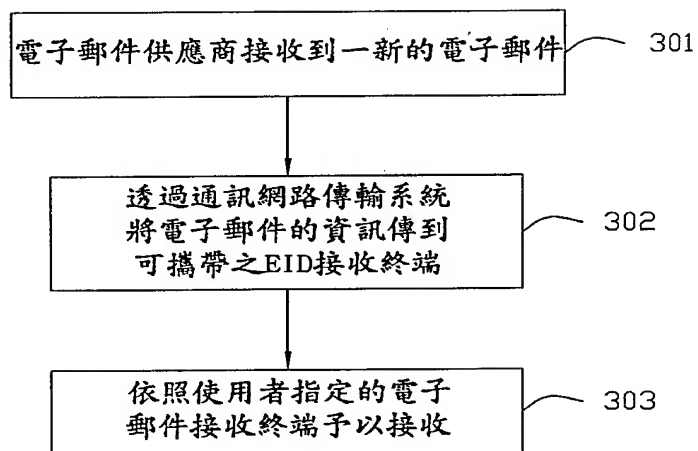 電子郵件供應商接收到一新的電子郵件
301
透過通訊網路傳輸系統
將電子郵件的資訊傳到
可攜帶之EID接收終端
302
依照使用者指定的電子
郵件接收終端予以接收
303